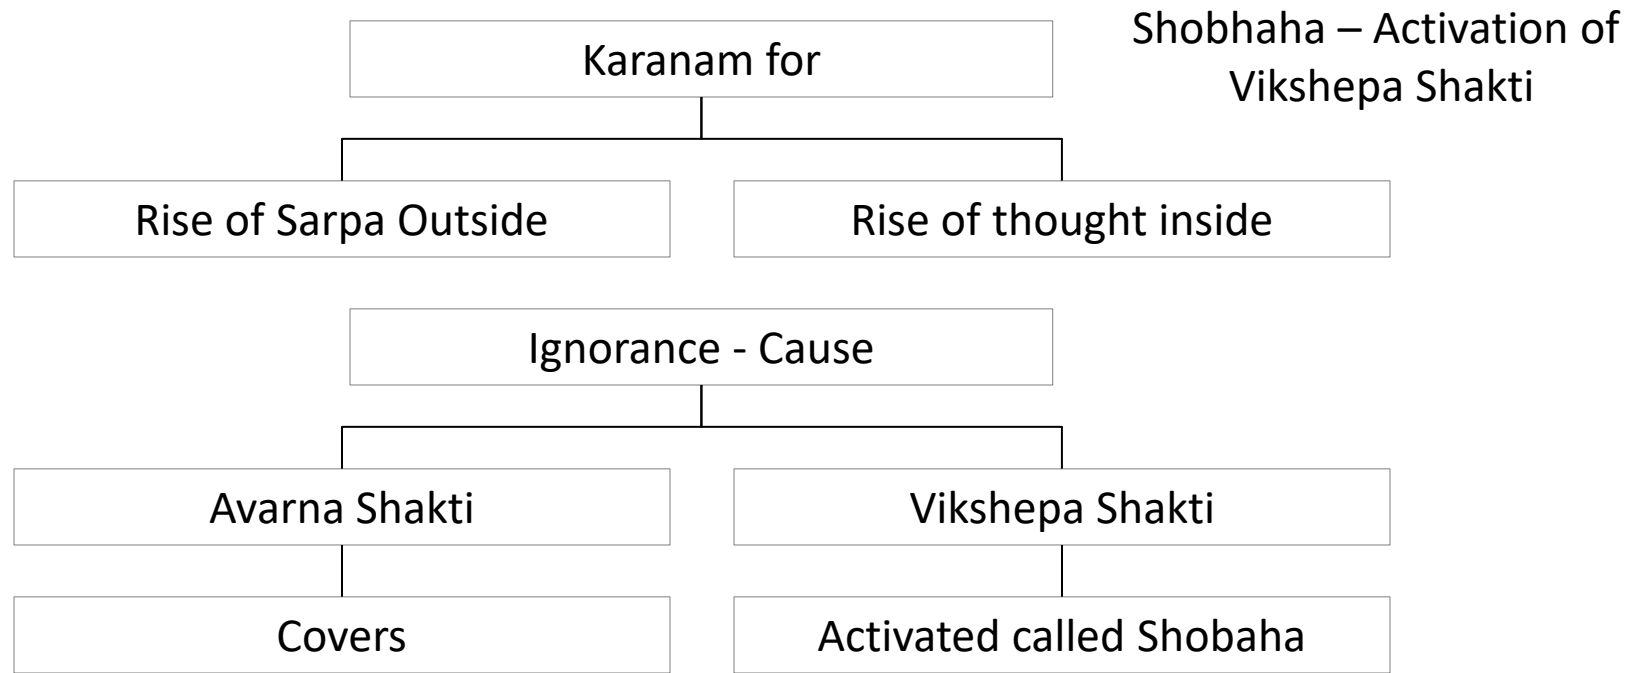 Shobhaha – Activation of
Vikshepa Shakti
Karanam for
Rise of Sarpa Outside
Rise of thought inside
Ignorance - Cause
Avarna Shakti
Vikshepa Shakti
Covers
Activated called Shobaha